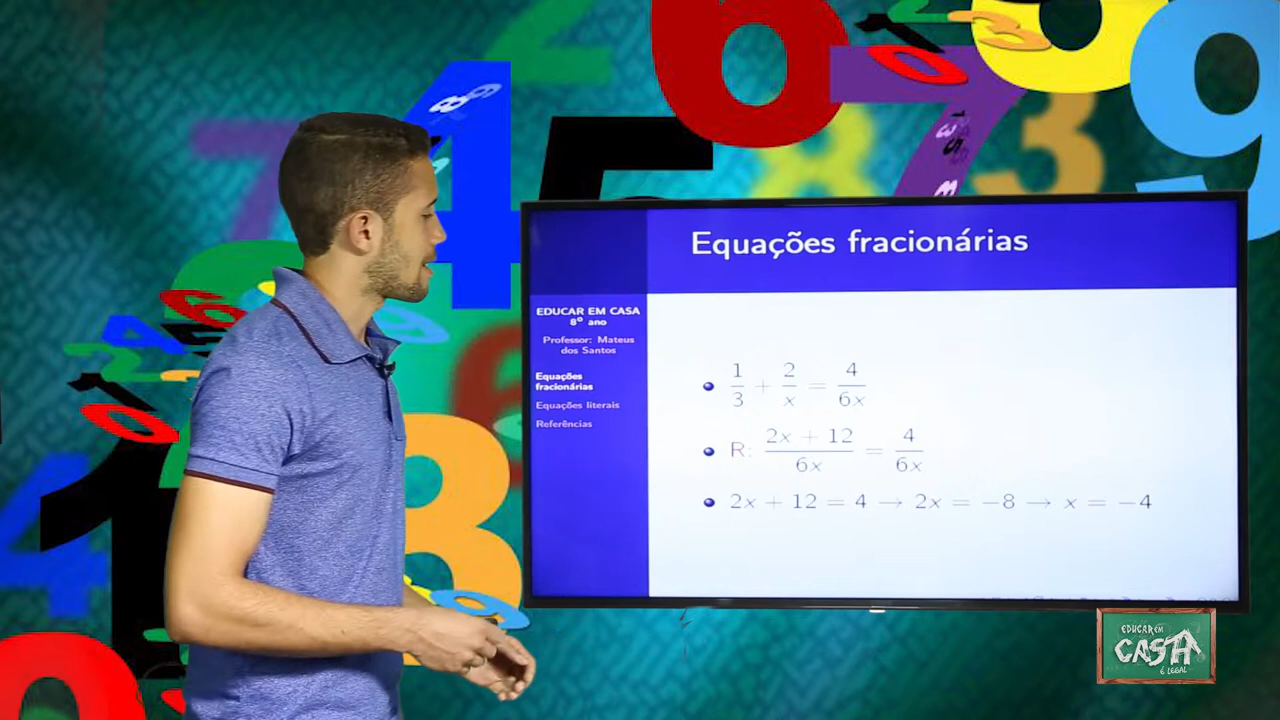 Equações fracionárias
EDUCAR EM CASA
8º ano
Professor: Mateus
dos Santos
Equações
fracionárias
Equações literais
Referências
1/3 + 2/x = 4/6x
R: 2x + 12/6x = 4/6x
2x + 12 = 4 → 2x = −8 → x = −4
EDUCAR EM
CASA
É LEGAL